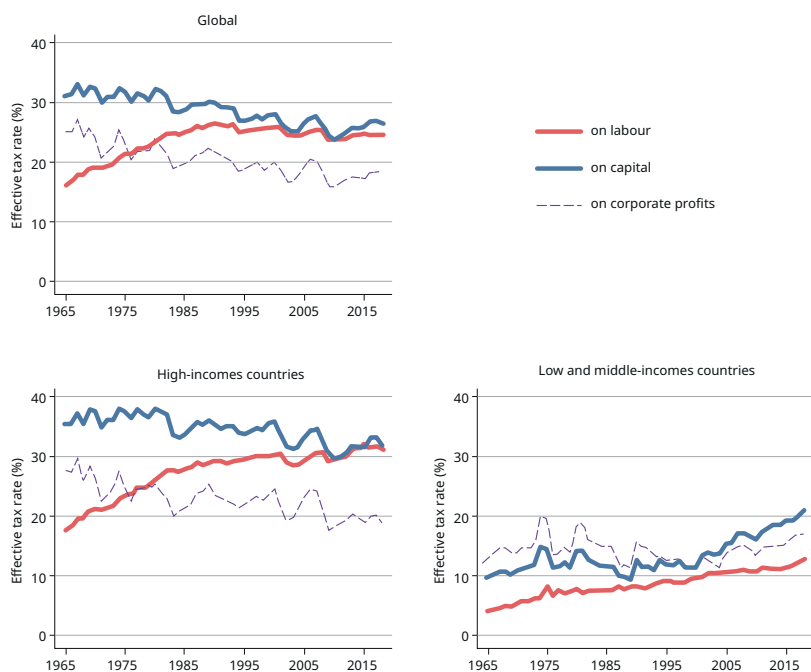 Global
Effective tax rate (%)
40
30
20
10
0
1965 1975 1985 1995 2005 2015
on labour
on capital
on corporate profits
High-incomes countries
Effective tax rate (%)
40
30
20
10
0
1965 1975 1985 1995 2005 2015
Low and middle-incomes countries
Effective tax rate (%)
40
30
20
10
0
1965 1975 1985 1995 2005 2015